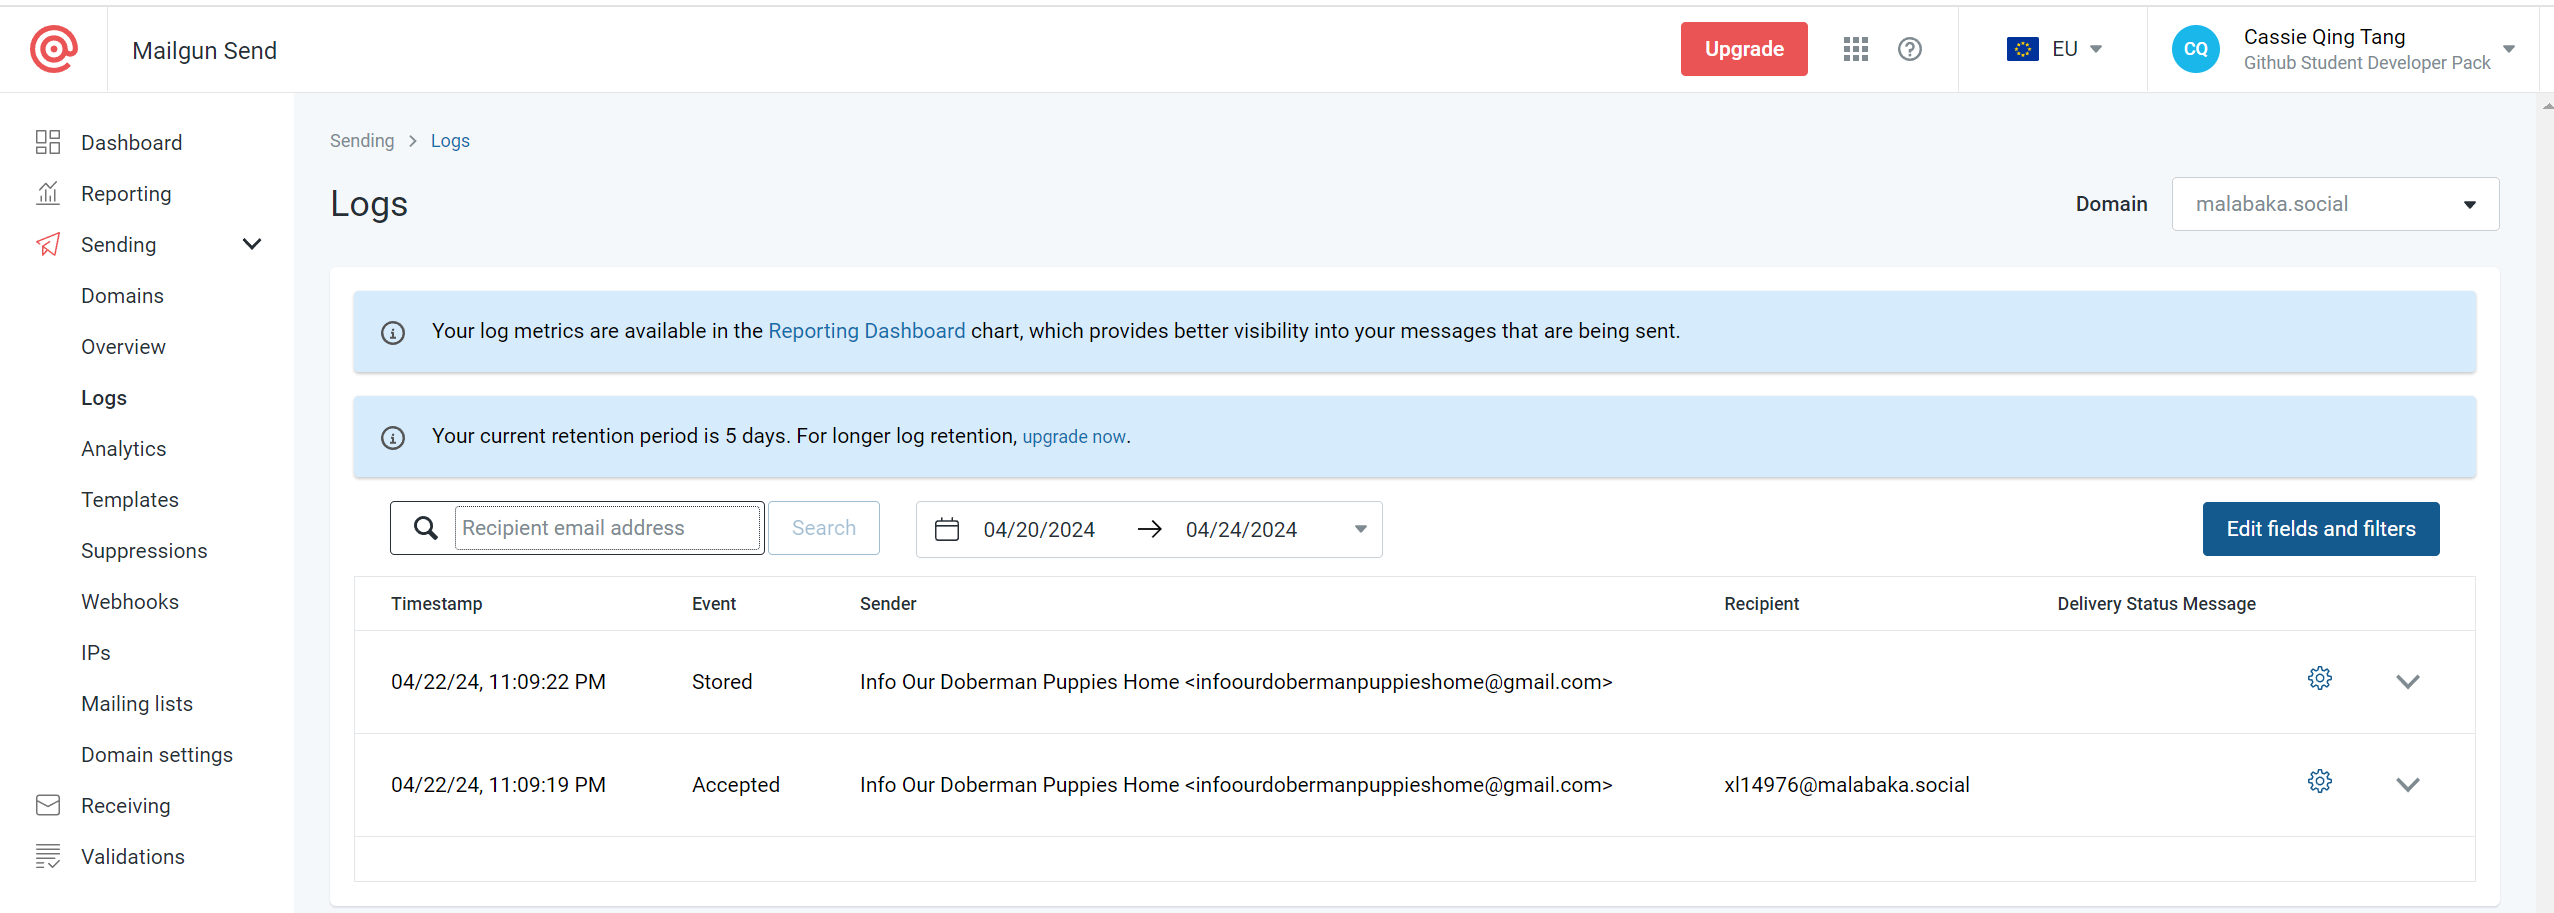 Mailgun Send
Upgrade
EU
CQ
Cassie Qing Tang
Github Student Developer Pack
Dashboard
Reporting
Sending
Domains
Overview
Logs
Analytics
Templates
Suppressions
Webhooks
IPs
Mailing lists
Domain settings
Receiving
Validations
Sending > Logs
Logs
Domain malabaka.social
Your log metrics are available in the Reporting Dashboard chart, which provides better visibility into your messages that are being sent.
Your current retention period is 5 days. For longer log retention, upgrade now.
Recipient email address Search 04/20/2024 → 04/24/2024 Edit fields and filters
Timestamp Event Sender Recipient Delivery Status Message
04/22/24, 11:09:22 PM Stored Info Our Doberman Puppies Home <infoourdobermanpuppieshome@gmail.com>
04/22/24, 11:09:19 PM Accepted Info Our Doberman Puppies Home <infoourdobermanpuppieshome@gmail.com> xl14976@malabaka.social